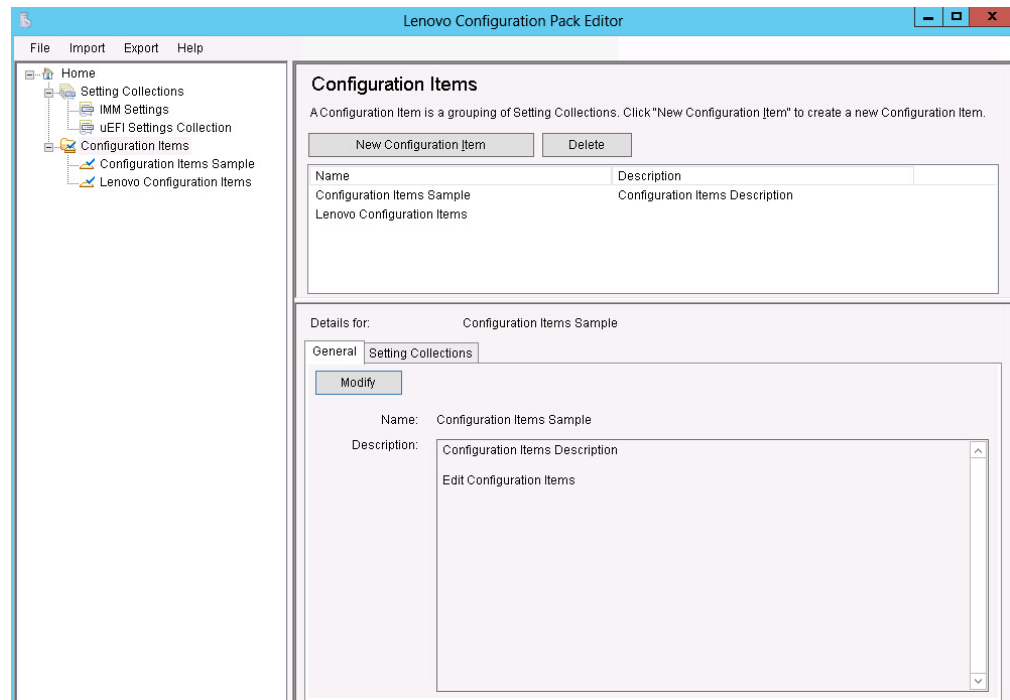 Lenovo Configuration Pack Editor
File Import Export Help
Home
Setting Collections
IMM Settings
uEFI Settings Collection
Configuration Items
Configuration Items Sample
Lenovo Configuration Items
Configuration Items
A Configuration Item is a grouping of Setting Collections. Click "New Configuration Item" to create a new Configuration Item.
New Configuration Item Delete
Name Description
Configuration Items Sample Configuration Items Description
Lenovo Configuration Items
Details for: Configuration Items Sample
General Setting Collections
Modify
Name: Configuration Items Sample
Description: Configuration Items Description
Edit Configuration Items